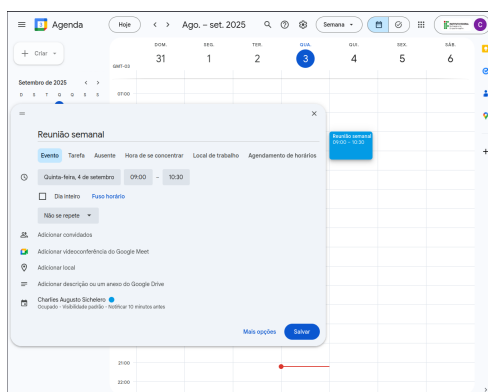 3 Agenda
Hoje
Ago. – set. 2025
Semana
C
Criar
GMT-03
DOM. SEG. TER. QUA. QUI. SEX. SÁB.
31 1 2 3 4 5 6
Setembro de 2025
D S T Q Q S S
07:00
Reunião semanal
Evento Tarefa Ausente Hora de se concentrar Local de trabalho Agendamento de horários
Quinta-feira, 4 de setembro 09:00 – 10:30
Dia inteiro Fuso horário
Não se repete
Adicionar convidados
Adicionar videoconferência do Google Meet
Adicionar local
Adicionar descrição ou um anexo do Google Drive
Charlies Augusto Sichelero
Ocupado • Visibilidade padrão • Notificar 10 minutos antes
Mais opções Salvar
Reunião semanal
09:00 – 10:30
21:00
22:00